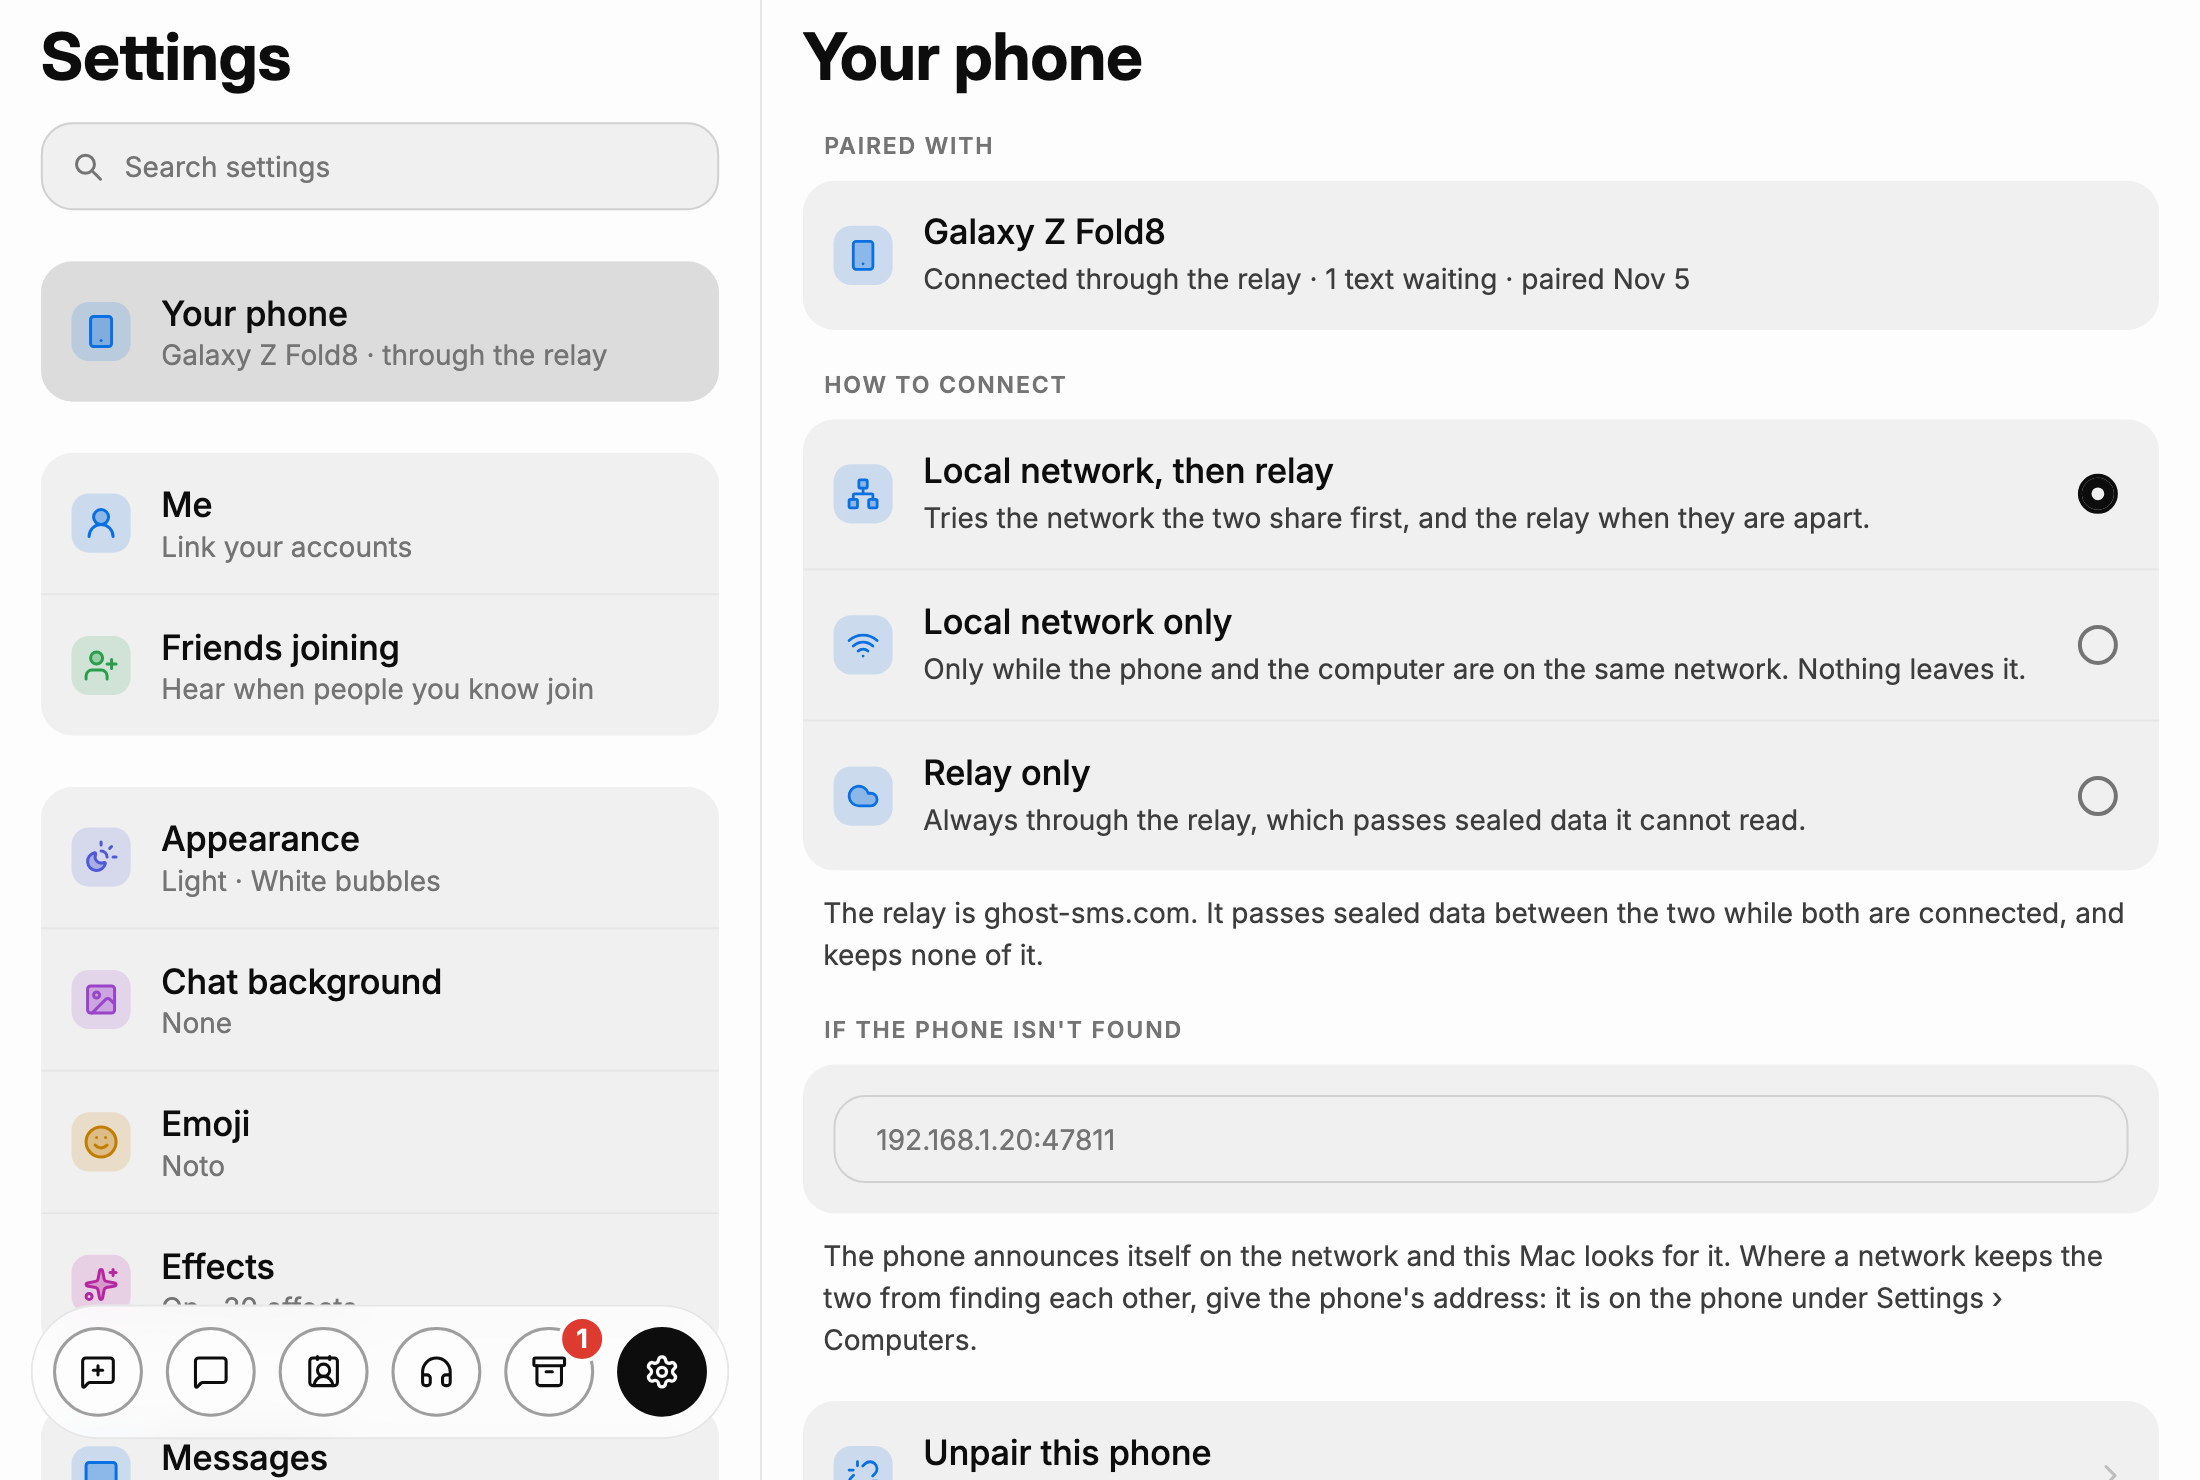 Settings
Search settings
Your phone
Galaxy Z Fold8 · through the relay
Me
Link your accounts
Friends joining
Hear when people you know join
Appearance
Light · White bubbles
Chat background
None
Emoji
Noto
Effects
On · 20 effects
1
Messages
Your phone
PAIRED WITH
Galaxy Z Fold8
Connected through the relay · 1 text waiting · paired Nov 5
HOW TO CONNECT
Local network, then relay
Tries the network the two share first, and the relay when they are apart.
Local network only
Only while the phone and the computer are on the same network. Nothing leaves it.
Relay only
Always through the relay, which passes sealed data it cannot read.
The relay is ghost-sms.com. It passes sealed data between the two while both are connected, and
keeps none of it.
IF THE PHONE ISN'T FOUND
192.168.1.20:47811
The phone announces itself on the network and this Mac looks for it. Where a network keeps the
two from finding each other, give the phone's address: it is on the phone under Settings ›
Computers.
Unpair this phone